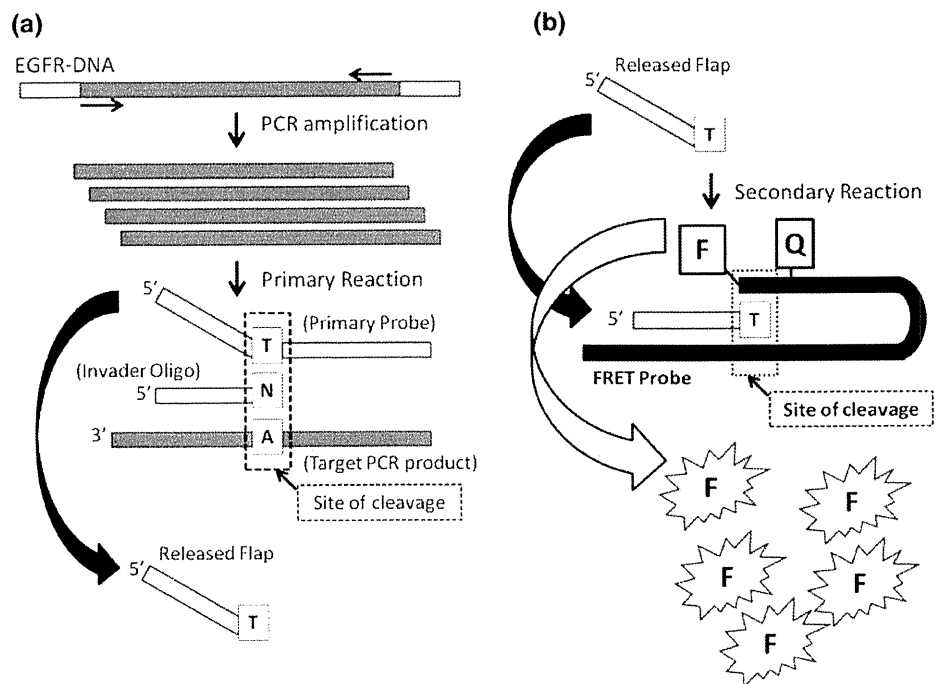 (a)
EGFR-DNA
PCR amplification
Primary Reaction
5′
(Primary Probe)
T
(Invader Oligo)
5′
N
3′
A
(Target PCR product)
Site of cleavage
Released Flap
5′
T
(b)
Released Flap
5′
T
Secondary Reaction
F
Q
5′
T
FRET Probe
Site of cleavage
F
F
F
F
F